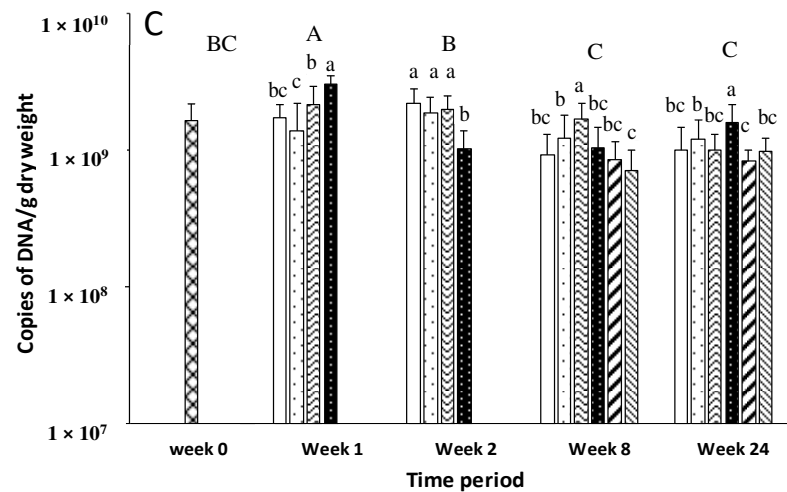 C
1 × 10¹⁰
1 × 10⁹
1 × 10⁸
1 × 10⁷
Copies of DNA/g dry weight
BC A B C C
bc c b a
a a a b
bc b a bc bc c
bc b bc a c bc
week 0 Week 1 Week 2 Week 8 Week 24
Time period